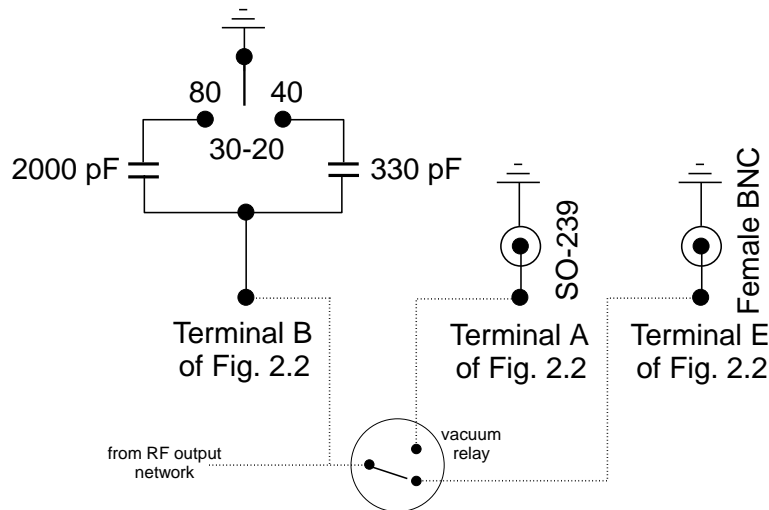 80 40
30-20
2000 pF
330 pF
SO-239
Female BNC
Terminal B
of Fig. 2.2
Terminal A
of Fig. 2.2
Terminal E
of Fig. 2.2
vacuum
relay
from RF output
network